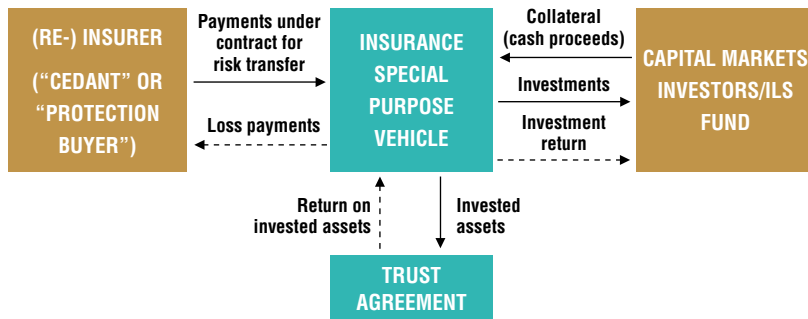 (RE-) INSURER
(“CEDANT” OR
“PROTECTION
BUYER”)
Payments under
contract for
risk transfer
Loss payments
INSURANCE
SPECIAL
PURPOSE
VEHICLE
Collateral
(cash proceeds)
Investments
Investment
return
CAPITAL MARKETS
INVESTORS/ILS
FUND
Return on
invested assets
Invested
assets
TRUST
AGREEMENT